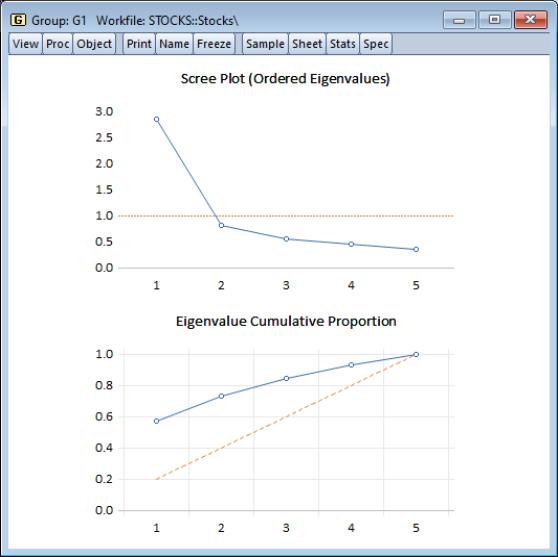 G Group: G1 Workfile: STOCKS::Stocks\
View Proc Object Print Name Freeze Sample Sheet Stats Spec
Scree Plot (Ordered Eigenvalues)
3.0
2.5
2.0
1.5
1.0
0.5
0.0
1 2 3 4 5
Eigenvalue Cumulative Proportion
1.0
0.8
0.6
0.4
0.2
0.0
1 2 3 4 5